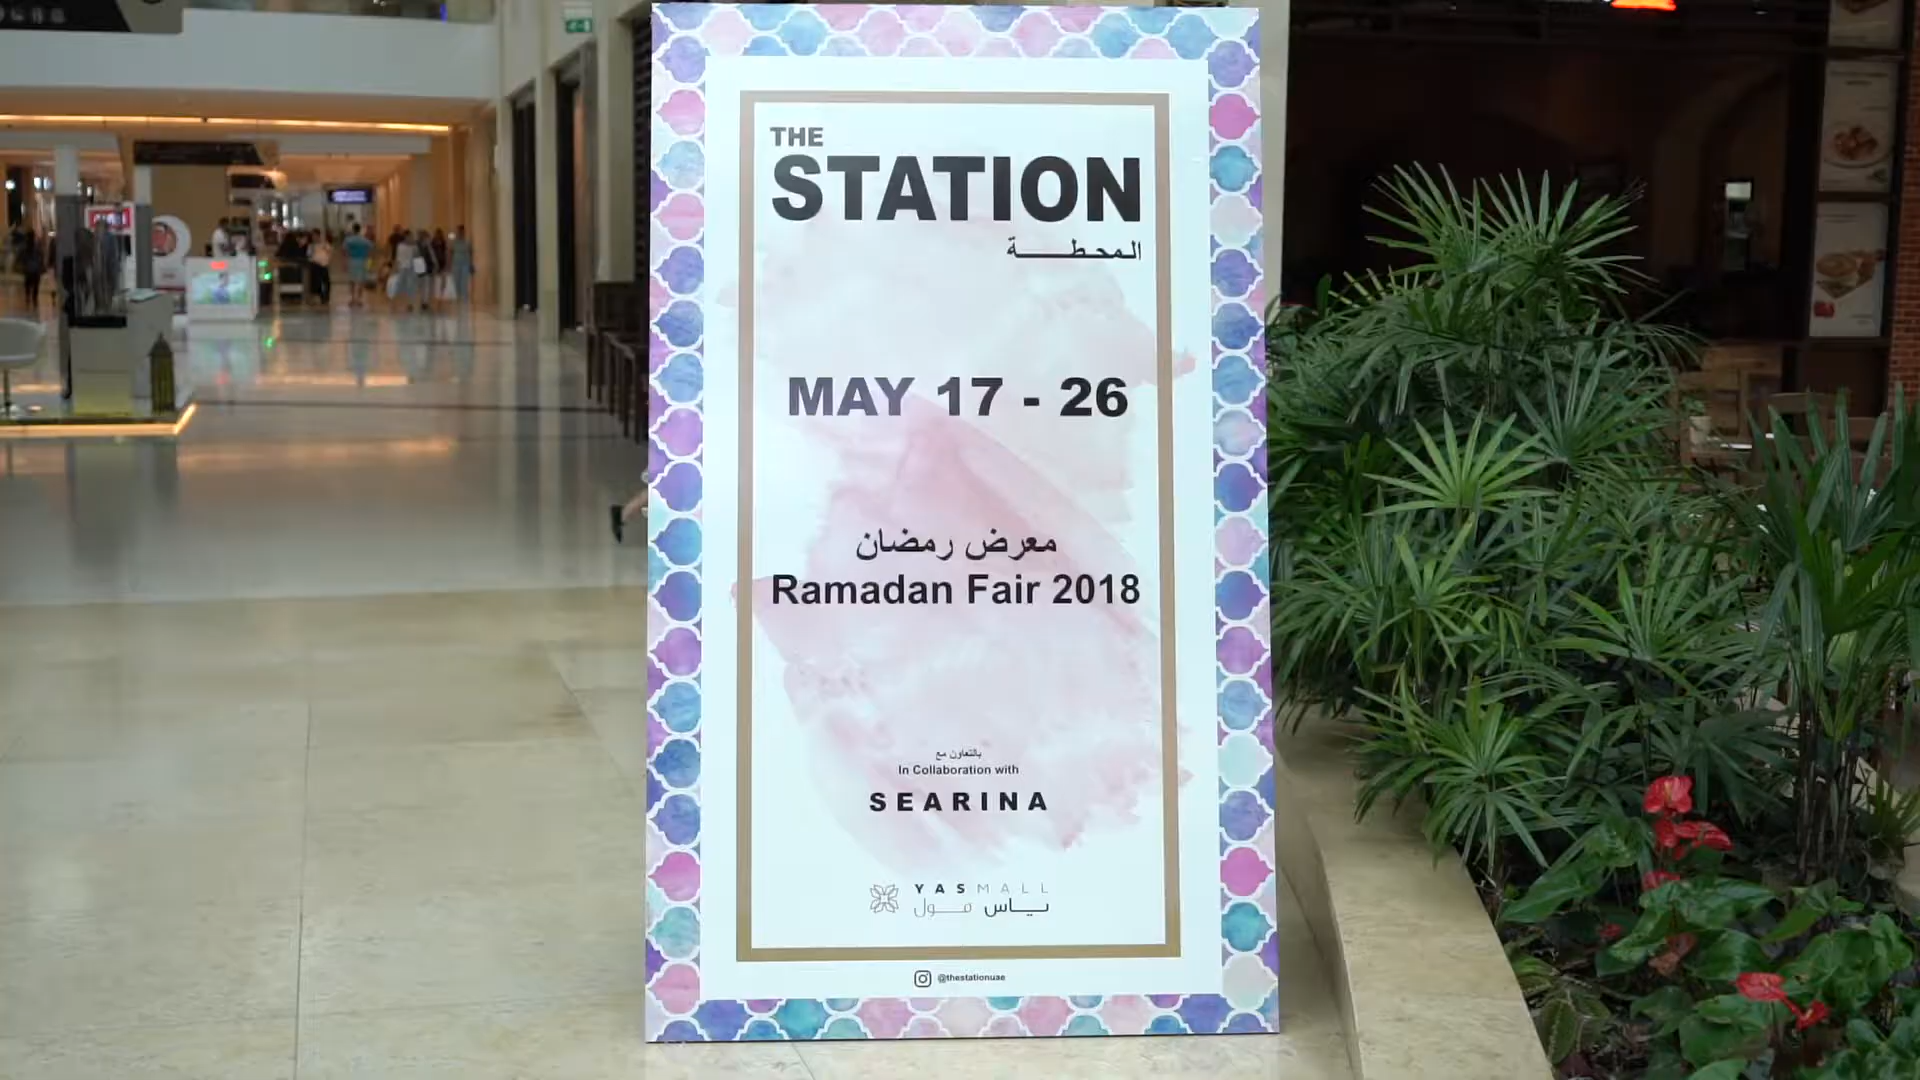 THE
STATION
المحطة
MAY 17 - 26
معرض رمضان
Ramadan Fair 2018
بالتعاون مع
In Collaboration with
SEARINA
YAS MALL
ياس مول
@thestationuae